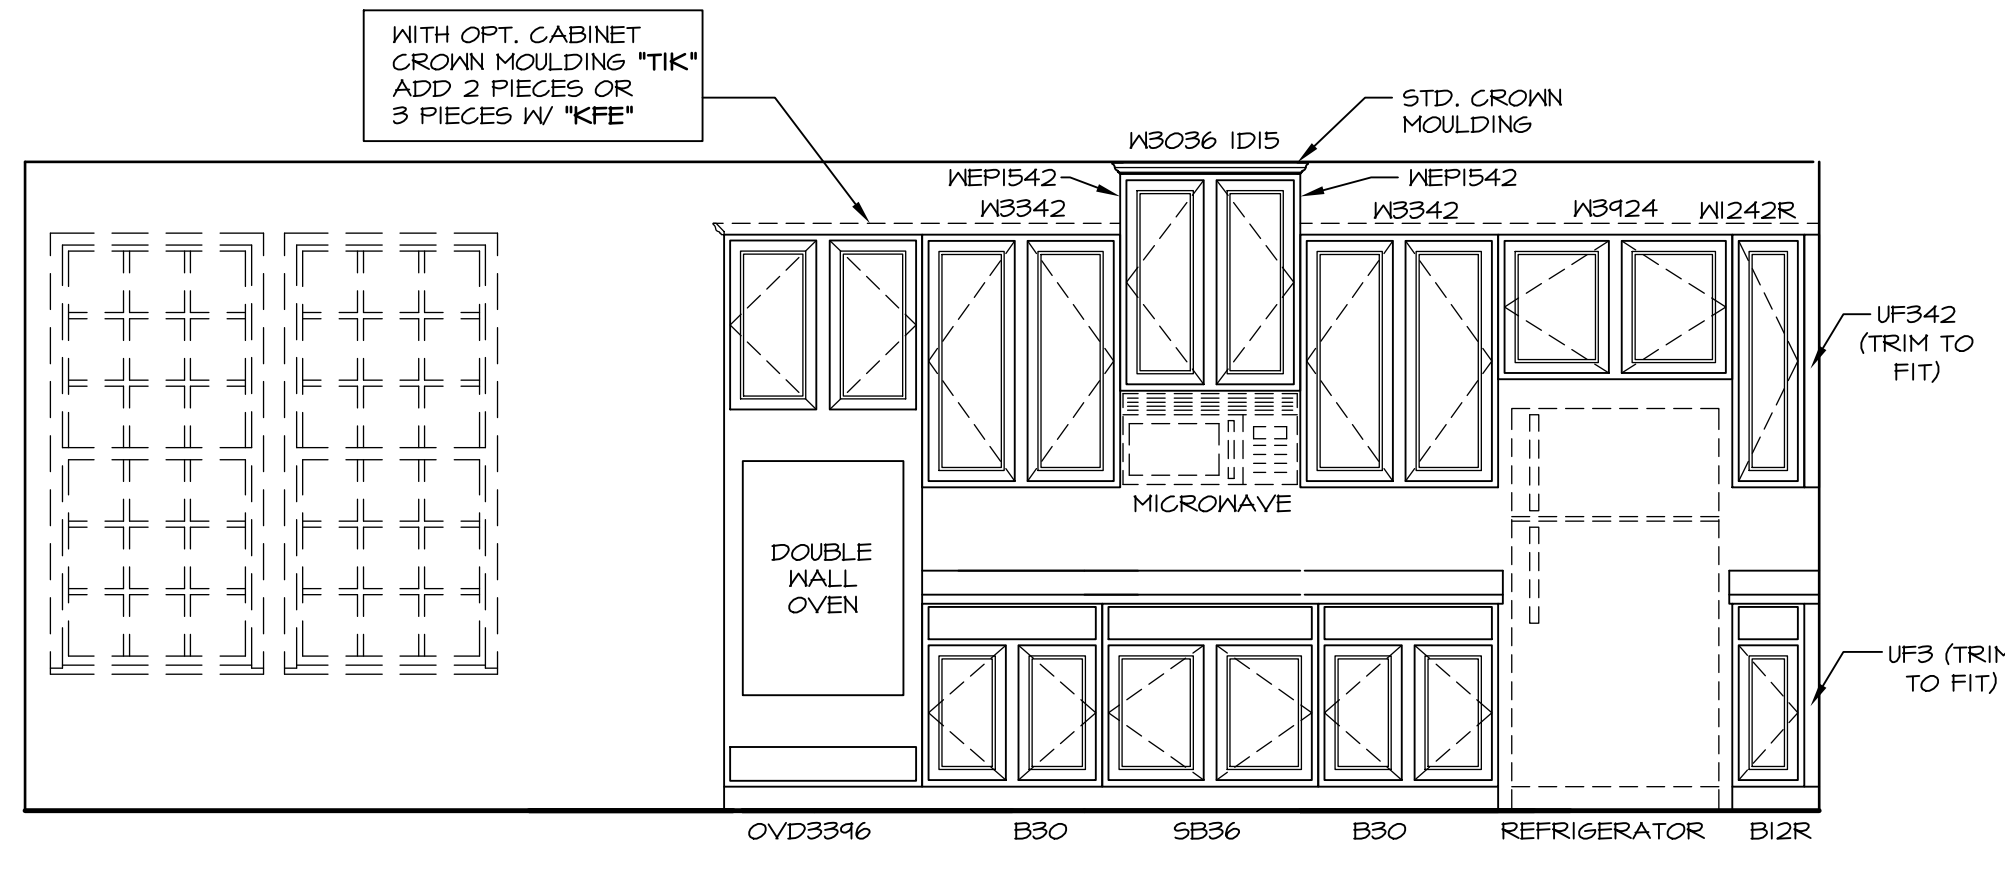 WITH OPT. CABINET
CROWN MOULDING "TIK"
ADD 2 PIECES OR
3 PIECES W/ "KFE"
STD. CROWN
MOULDING
W3036 1D15
WEP1542
WEP1542
W3342
W3342
W3924
W1242R
UF342
(TRIM TO
FIT)
MICROWAVE
DOUBLE
WALL
OVEN
UF3 (TRIM
TO FIT)
OVD3396
B30
SB36
B30
REFRIGERATOR
B12R